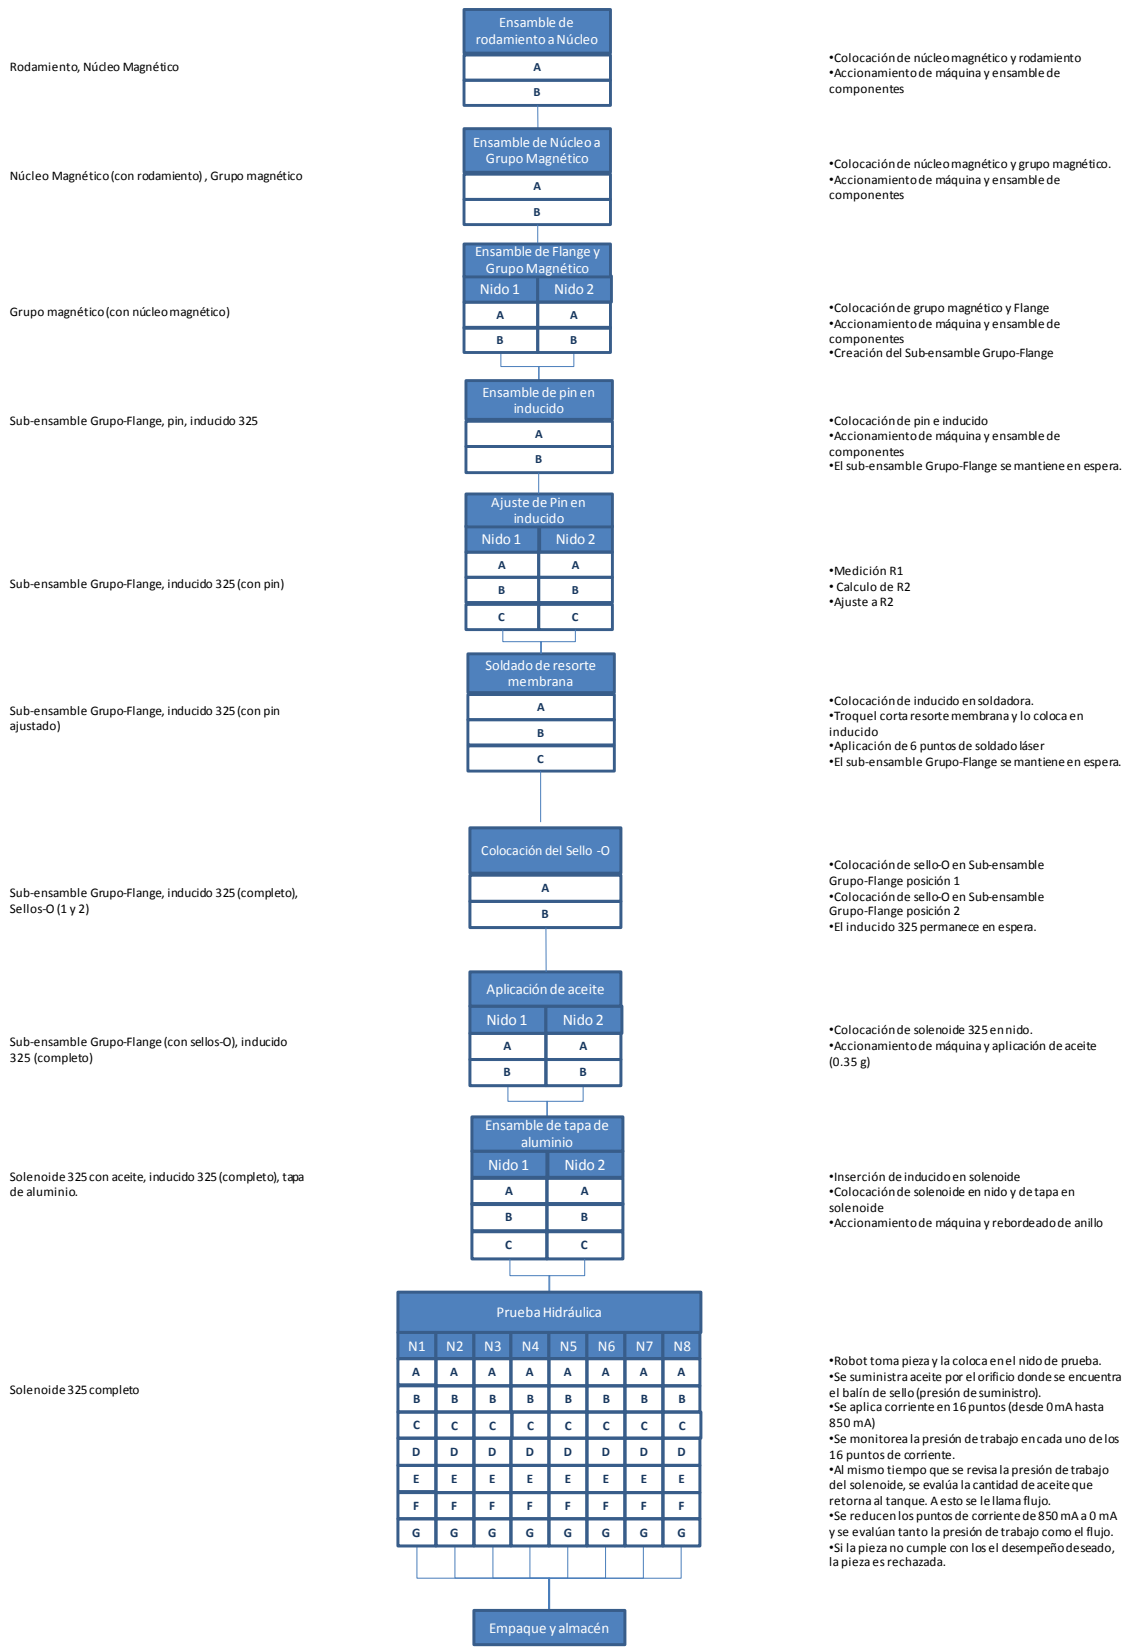 Ensamble de
rodamiento a Núcleo
Rodamiento, Núcleo Magnético
A
B
•Colocación de núcleo magnético y rodamiento
•Accionamiento de máquina y ensamble de
componentes
Ensamble de Núcleo a
Grupo Magnético
Núcleo Magnético (con rodamiento) , Grupo magnético
A
B
•Colocación de núcleo magnético y grupo magnético.
•Accionamiento de máquina y ensamble de
componentes
Ensamble de Flange y
Grupo Magnético
Nido 1 Nido 2
Grupo magnético (con núcleo magnético)
A A
B B
•Colocación de grupo magnético y Flange
•Accionamiento de máquina y ensamble de
componentes
•Creación del Sub-ensamble Grupo-Flange
Ensamble de pin en
inducido
Sub-ensamble Grupo-Flange, pin, inducido 325
A
B
•Colocación de pin e inducido
•Accionamiento de máquina y ensamble de
componentes
•El sub-ensamble Grupo-Flange se mantiene en espera.
Ajuste de Pin en
inducido
Nido 1 Nido 2
Sub-ensamble Grupo-Flange, inducido 325 (con pin)
A A
B B
C C
•Medición R1
• Calculo de R2
•Ajuste a R2
Soldado de resorte
membrana
Sub-ensamble Grupo-Flange, inducido 325 (con pin
ajustado)
A
B
C
•Colocación de inducido en soldadora.
•Troquel corta resorte membrana y lo coloca en
inducido
•Aplicación de 6 puntos de soldado láser
•El sub-ensamble Grupo-Flange se mantiene en espera.
Colocación del Sello -O
Sub-ensamble Grupo-Flange, inducido 325 (completo),
Sellos-O (1 y 2)
A
B
•Colocación de sello-O en Sub-ensamble
Grupo-Flange posición 1
•Colocación de sello-O en Sub-ensamble
Grupo-Flange posición 2
•El inducido 325 permanece en espera.
Aplicación de aceite
Nido 1 Nido 2
Sub-ensamble Grupo-Flange (con sellos-O), inducido
325 (completo)
A A
B B
•Colocación de solenoide 325 en nido.
•Accionamiento de máquina y aplicación de aceite
(0.35 g)
Ensamble de tapa de
aluminio
Nido 1 Nido 2
Solenoide 325 con aceite, inducido 325 (completo), tapa
de aluminio.
A A
B B
C C
•Inserción de inducido en solenoide
•Colocación de solenoide en nido y de tapa en
solenoide
•Accionamiento de máquina y rebordeado de anillo
Prueba Hidráulica
N1 N2 N3 N4 N5 N6 N7 N8
Solenoide 325 completo
A A A A A A A A
B B B B B B B B
C C C C C C C C
D D D D D D D D
E E E E E E E E
F F F F F F F F
G G G G G G G G
•Robot toma pieza y la coloca en el nido de prueba.
•Se suministra aceite por el orificio donde se encuentra
el balín de sello (presión de suministro).
•Se aplica corriente en 16 puntos (desde 0 mA hasta
850 mA)
•Se monitorea la presión de trabajo en cada uno de los
16 puntos de corriente.
•Al mismo tiempo que se revisa la presión de trabajo
del solenoide, se evalúa la cantidad de aceite que
retorna al tanque. A esto se le llama flujo.
•Se reducen los puntos de corriente de 850 mA a 0 mA
y se evalúan tanto la presión de trabajo como el flujo.
•Si la pieza no cumple con los el desempeño deseado,
la pieza es rechazada.
Empaque y almacén